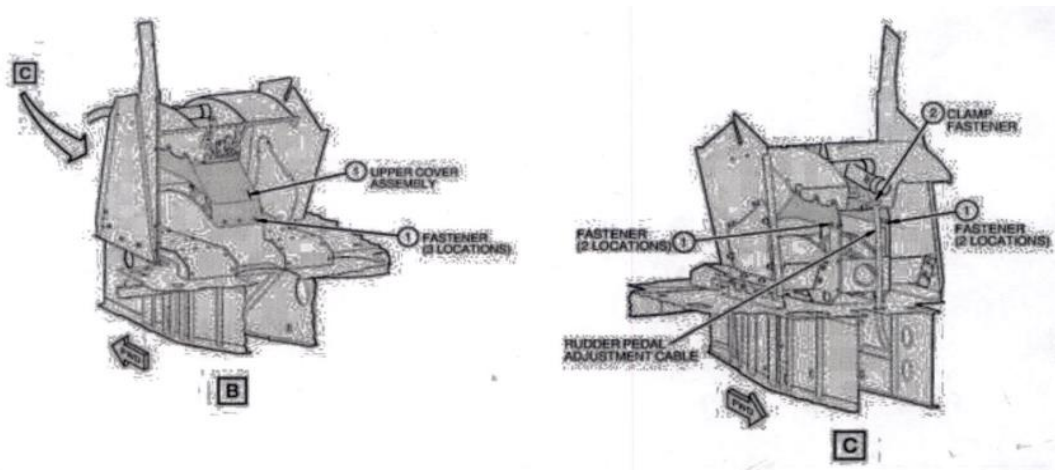 C
5 UPPER COVER
ASSEMBLY
1 FASTENER
(3 LOCATIONS)
FWD
B
2 CLAMP
FASTENER
FASTENER 1
(2 LOCATIONS)
1
FASTENER
(2 LOCATIONS)
RUDDER PEDAL
ADJUSTMENT CABLE
FWD
C